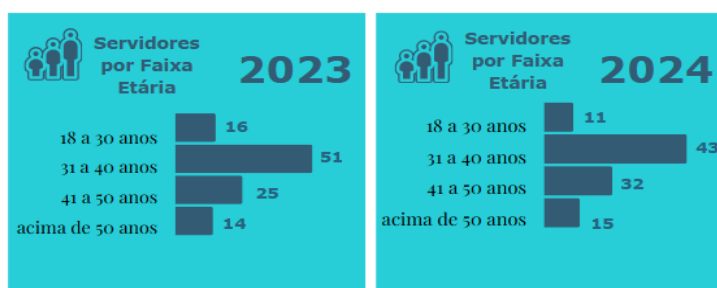 Servidores
por Faixa
Etária
2023
18 a 30 anos 16
31 a 40 anos 51
41 a 50 anos 25
acima de 50 anos 14
Servidores
por Faixa
Etária
2024
18 a 30 anos 11
31 a 40 anos 43
41 a 50 anos 32
acima de 50 anos 15